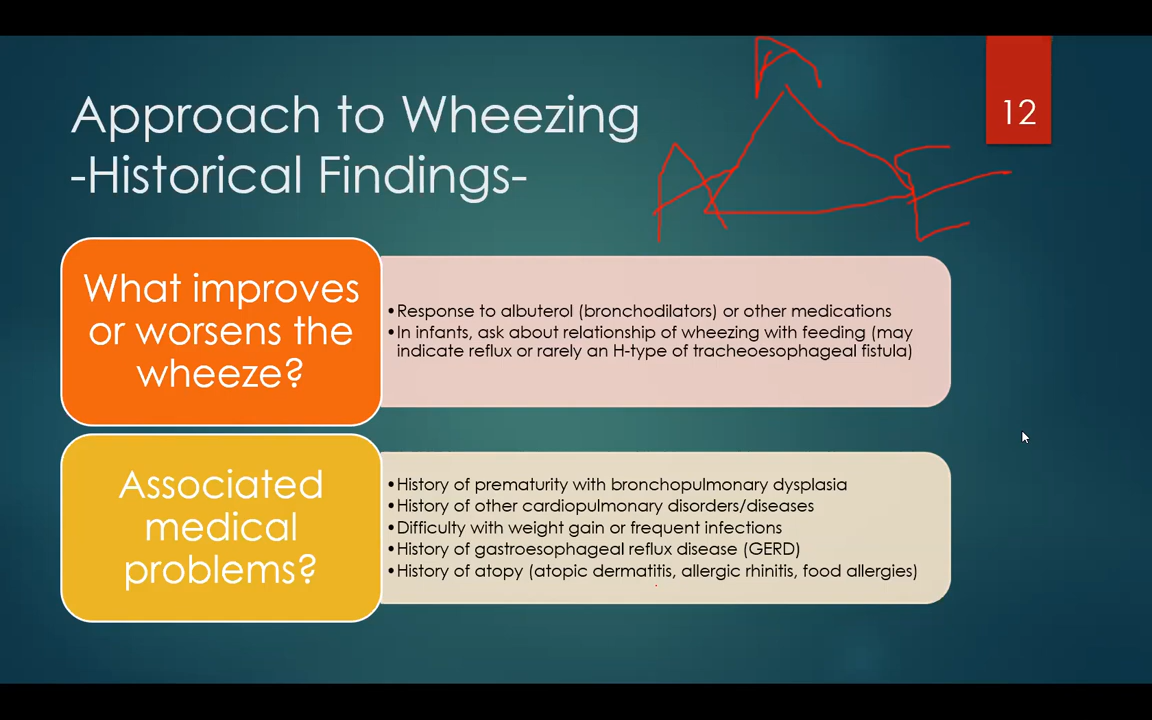 12
Approach to Wheezing
-Historical Findings-
A
E
What improves
or worsens the
wheeze?
•Response to albuterol (bronchodilators) or other medications
•In infants, ask about relationship of wheezing with feeding (may
indicate reflux or rarely an H-type of tracheoesophageal fistula)
Associated
medical
problems?
•History of prematurity with bronchopulmonary dysplasia
•History of other cardiopulmonary disorders/diseases
•Difficulty with weight gain or frequent infections
•History of gastroesophageal reflux disease (GERD)
•History of atopy (atopic dermatitis, allergic rhinitis, food allergies)